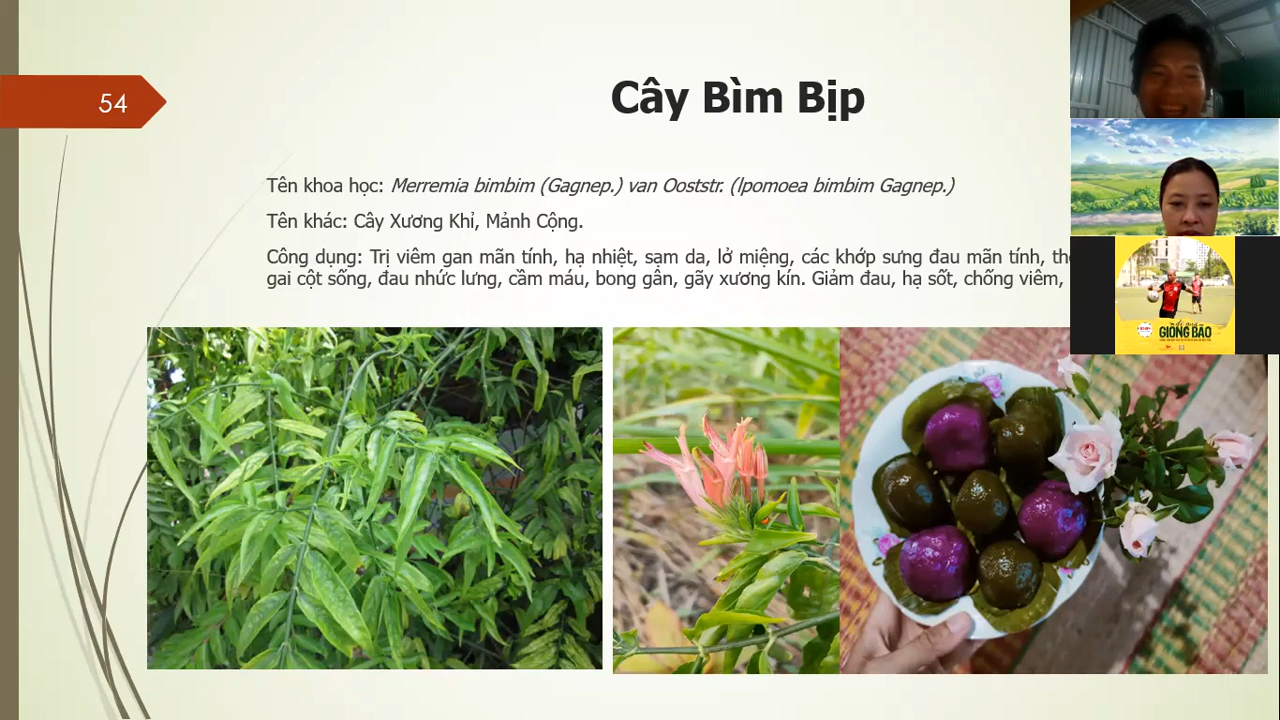 54
Cây Bìm Bịp
Tên khoa học: Merremia bimbim (Gagnep.) van Ooststr. (Ipomoea bimbim Gagnep.)
Tên khác: Cây Xương Khỉ, Mảnh Cộng.
Công dụng: Trị viêm gan mãn tính, hạ nhiệt, sạm da, lở miệng, các khớp sưng đau mãn tính,
gai cột sống, đau nhức lưng, cầm máu, bong gân, gãy xương kín. Giảm đau, hạ sốt, chống viêm,
GIÔNG BÃO